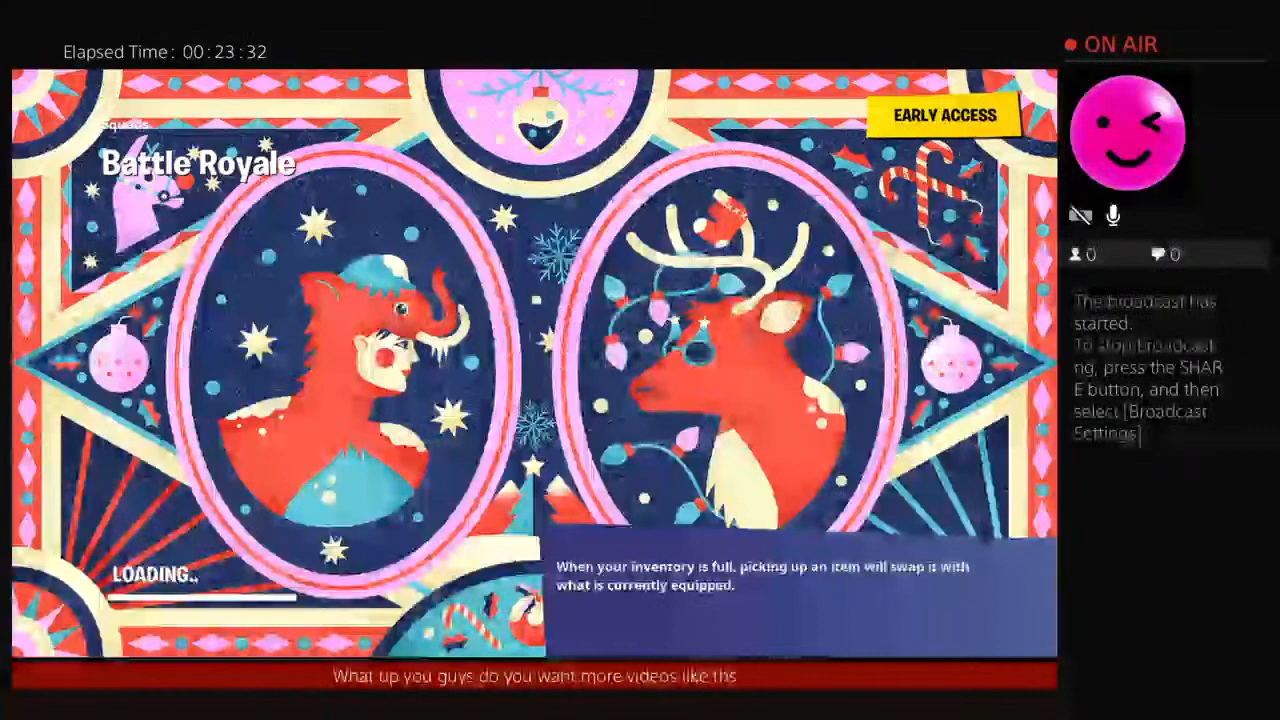 Elapsed Time: 00:23:32
ON AIR
Squads
Battle Royale
EARLY ACCESS
0
0
The broadcast has
started.
To stop broadcasti
ng, press the SHAR
E button, and then
select [Broadcast
Settings]
LOADING..
When your inventory is full, picking up an item will swap it with
what is currently equipped.
What up you guys do you want more videos like ths